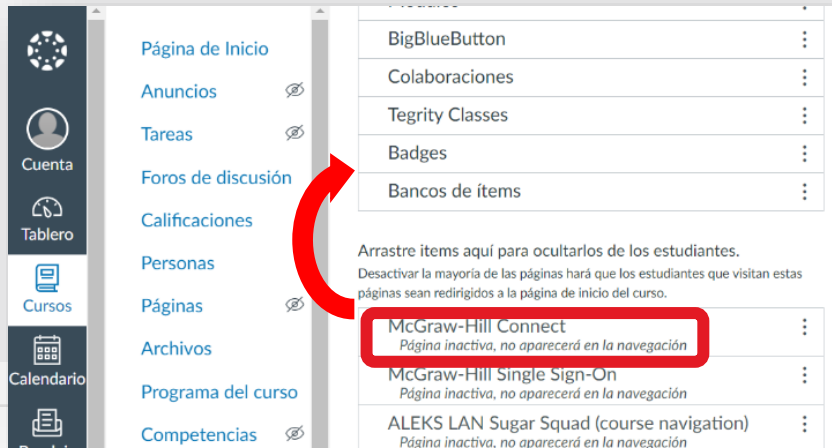 Cuenta
Tablero
Cursos
Calendario
Página de Inicio
Anuncios
Tareas
Foros de discusión
Calificaciones
Personas
Páginas
Archivos
Programa del curso
Competencias
BigBlueButton
Colaboraciones
Tegrity Classes
Badges
Bancos de ítems
Arrastre items aquí para ocultarlos de los estudiantes.
Desactivar la mayoría de las páginas hará que los estudiantes que visitan estas
páginas sean redirigidos a la página de inicio del curso.
McGraw-Hill Connect
Página inactiva, no aparecerá en la navegación
McGraw-Hill Single Sign-On
Página inactiva, no aparecerá en la navegación
ALEKS LAN Sugar Squad (course navigation)
Página inactiva, no aparecerá en la navegación